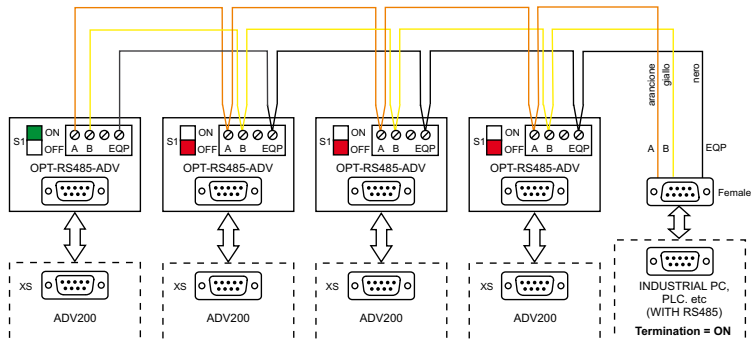 arancione
giallo
nero
S1 ON
OFF
A B EQP
OPT-RS485-ADV
S1 ON
OFF
A B EQP
OPT-RS485-ADV
S1 ON
OFF
A B EQP
OPT-RS485-ADV
S1 ON
OFF
A B EQP
OPT-RS485-ADV
A B EQP
Female
XS
ADV200
XS
ADV200
XS
ADV200
XS
ADV200
INDUSTRIAL PC,
PLC. etc
(WITH RS485)
Termination = ON